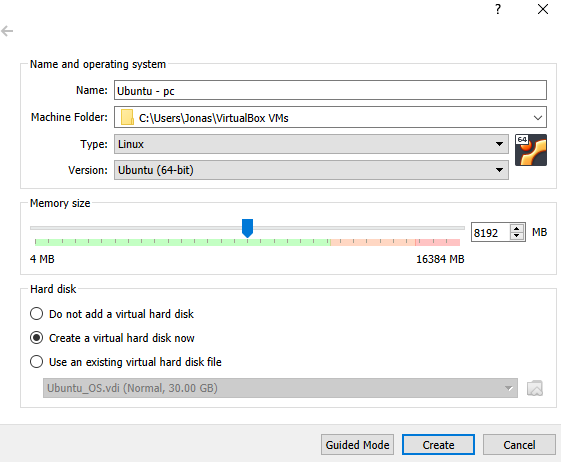 ?
Name and operating system
Name: Ubuntu - pc
Machine Folder: C:\Users\Jonas\VirtualBox VMs
Type: Linux
64
Version: Ubuntu (64-bit)
Memory size
8192 MB
4 MB 16384 MB
Hard disk
Do not add a virtual hard disk
Create a virtual hard disk now
Use an existing virtual hard disk file
Ubuntu_OS.vdi (Normal, 30.00 GB)
Guided Mode Create Cancel